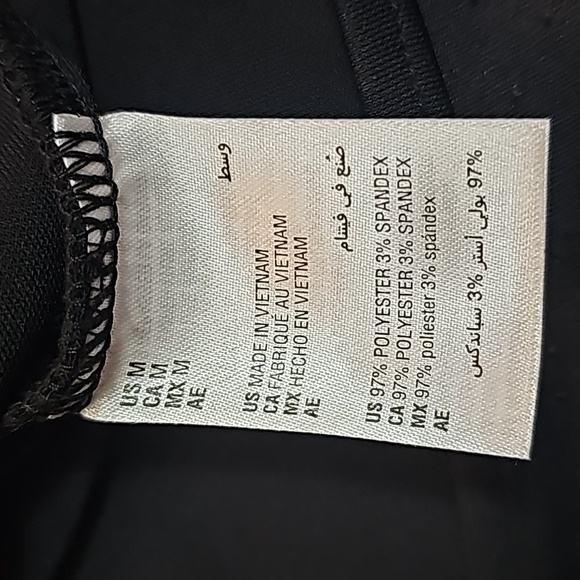 US M
CA M
MX M
AE وسط
US MADE IN VIETNAM
CA FABRIQUÉ AU VIETNAM
MX HECHO EN VIETNAM
AE صُنع في فيتنام
US 97% POLYESTER 3% SPANDEX
CA 97% POLYESTER 3% SPANDEX
MX 97% poliester 3% spandex
AE 97% بولي أستر 3% سباندكس